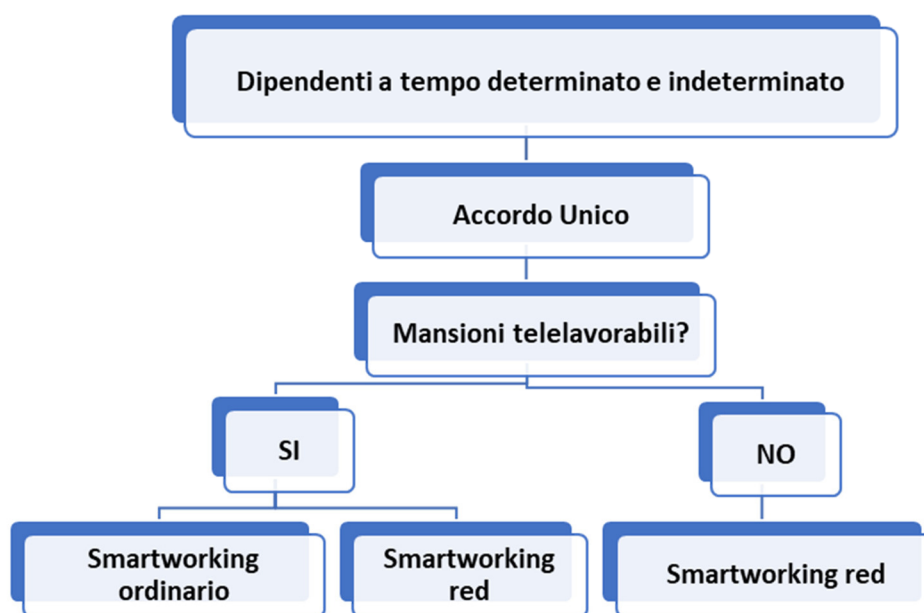 Dipendenti a tempo determinato e indeterminato
Accordo Unico
Mansioni telelavorabili?
SI
NO
Smartworking
ordinario
Smartworking
red
Smartworking red